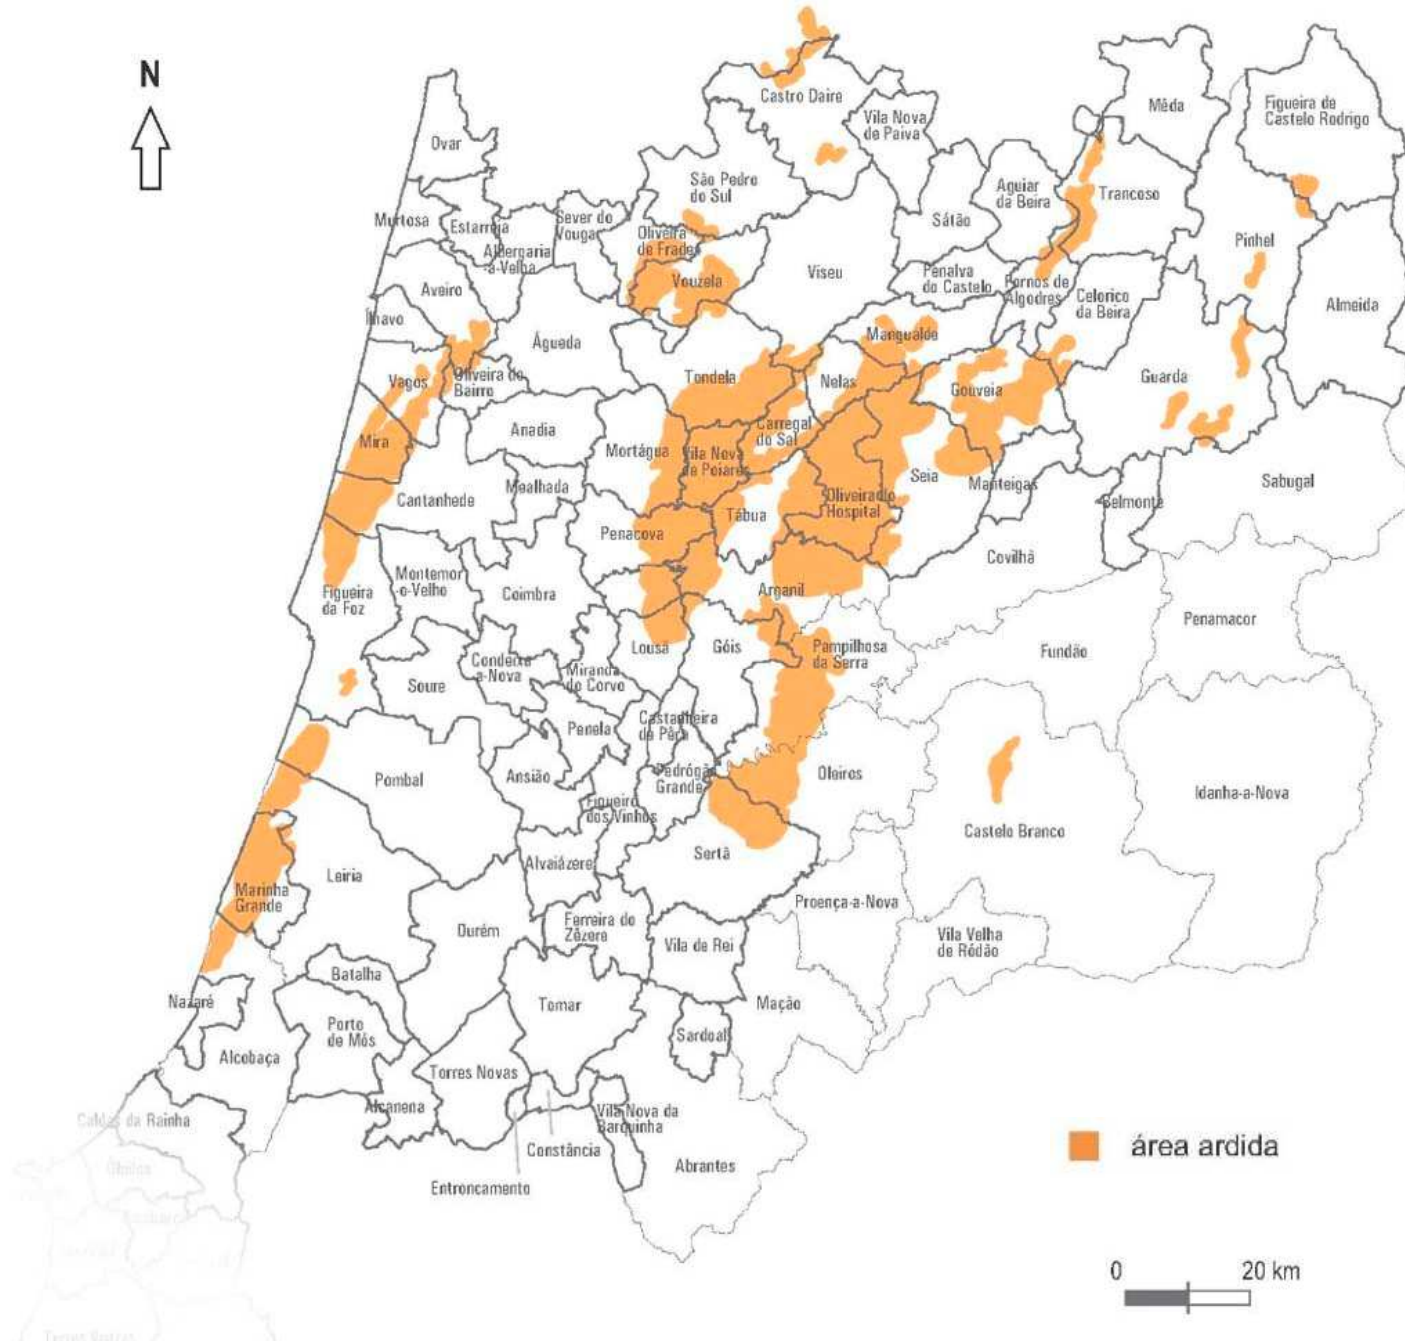 N
Castro Daire
Mêda
Figueira de
Castelo Rodrigo
Vila Nova
de Paiva
Ovar
São Pedro
do Sul
Aguiar
da Beira
Trancoso
Murtosa
Estarreja
Sever do
Vouga
Sátão
Albergaria
-a-Velha
Oliveira
de Frades
Pinhel
Viseu
Vouzela
Penalva
do Castelo
Fornos de
Algodres
Celorico
da Beira
Aveiro
Almeida
Ílhavo
Águeda
Mangualde
Vagos
Oliveira do
Bairro
Tondela
Nelas
Gouveia
Guarda
Anadia
Carregal
do Sal
Mira
Mortágua
Vila Nova
de Poiares
Seia
Manteigas
Sabugal
Cantanhede
Mealhada
Oliveira do
Hospital
Belmonte
Tábua
Penacova
Covilhã
Montemor
-o-Velho
Figueira
da Foz
Coimbra
Arganil
Penamacor
Lousã
Góis
Pampilhosa
da Serra
Fundão
Soure
Condeixa
a-Nova
Miranda
do Corvo
Castanheira
de Pêra
Penela
Pombal
Ansião
Pedrógão
Grande
Oleiros
Idanha-a-Nova
Figueiró
dos Vinhos
Castelo Branco
Alvaiázere
Sertã
Leiria
Marinha
Grande
Proença-a-Nova
Ourém
Ferreira do
Zêzere
Vila de Rei
Vila Velha
de Ródão
Batalha
Nazaré
Tomar
Mação
Porto
de Mós
Sardoal
Alcobaça
Torres Novas
Alcanena
Caldas da Rainha
Vila Nova da
Barquinha
Constância
área ardida
Óbidos
Abrantes
Entroncamento
0 20 km